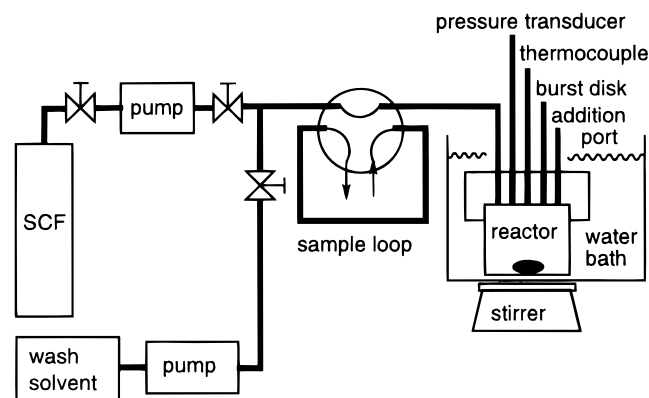 pressure transducer
thermocouple
burst disk
addition
port
pump
SCF
sample loop
reactor
water
bath
stirrer
wash
solvent
pump